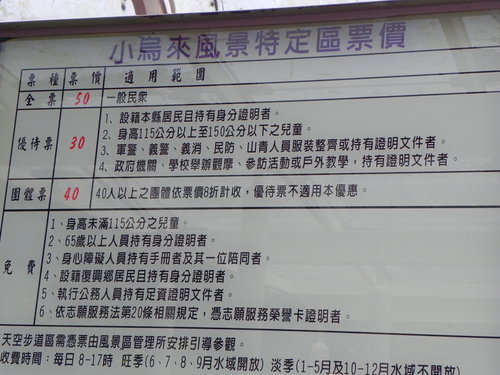 小烏來風景特定區票價
票種 票價 適用範圍
全票 50 一般民眾
優待票 30
1、設籍本縣居民且持有身分證明者。
2、身高115公分以上至150公分以下之兒童。
3、軍警、義警、義消、民防、山青人員服裝整齊或持有證明文件者。
4、政府機關、學校舉辦觀摩、參訪活動或戶外教學，持有證明文件者。
團體票 40 40人以上之團體依票價8折計收，優待票不適用本優惠。
免費
1、身高未滿115公分之兒童。
2、65歲以上人員持有身分證明者。
3、身心障礙人員持有手冊者及其一位陪同者。
4、設籍復興鄉居民且持有身分證明者。
5、執行公務人員持有足資證明文件者。
6、依志願服務法第20條相關規定，憑志願服務榮譽卡證明者。
天空步道區需憑票由風景區管理所安排引導參觀。
收費時間：每日 8-17時 旺季(6、7、8、9月水域開放) 淡季(1-5月及10-12月水域不開放)